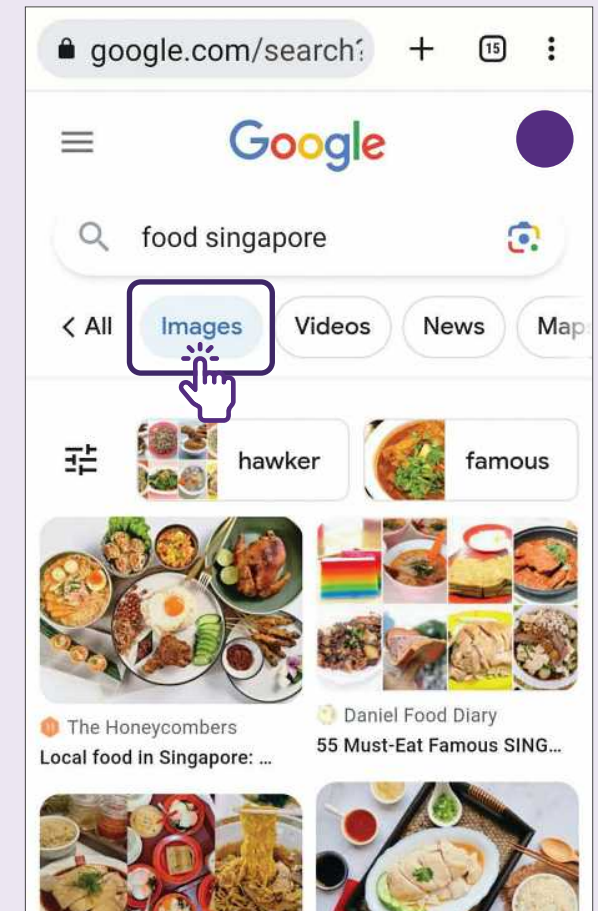 google.com/search?
15
Google
food singapore
< All Images Videos News Map
hawker famous
The Honeycombers
Local food in Singapore: ...
Daniel Food Diary
55 Must-Eat Famous SING...